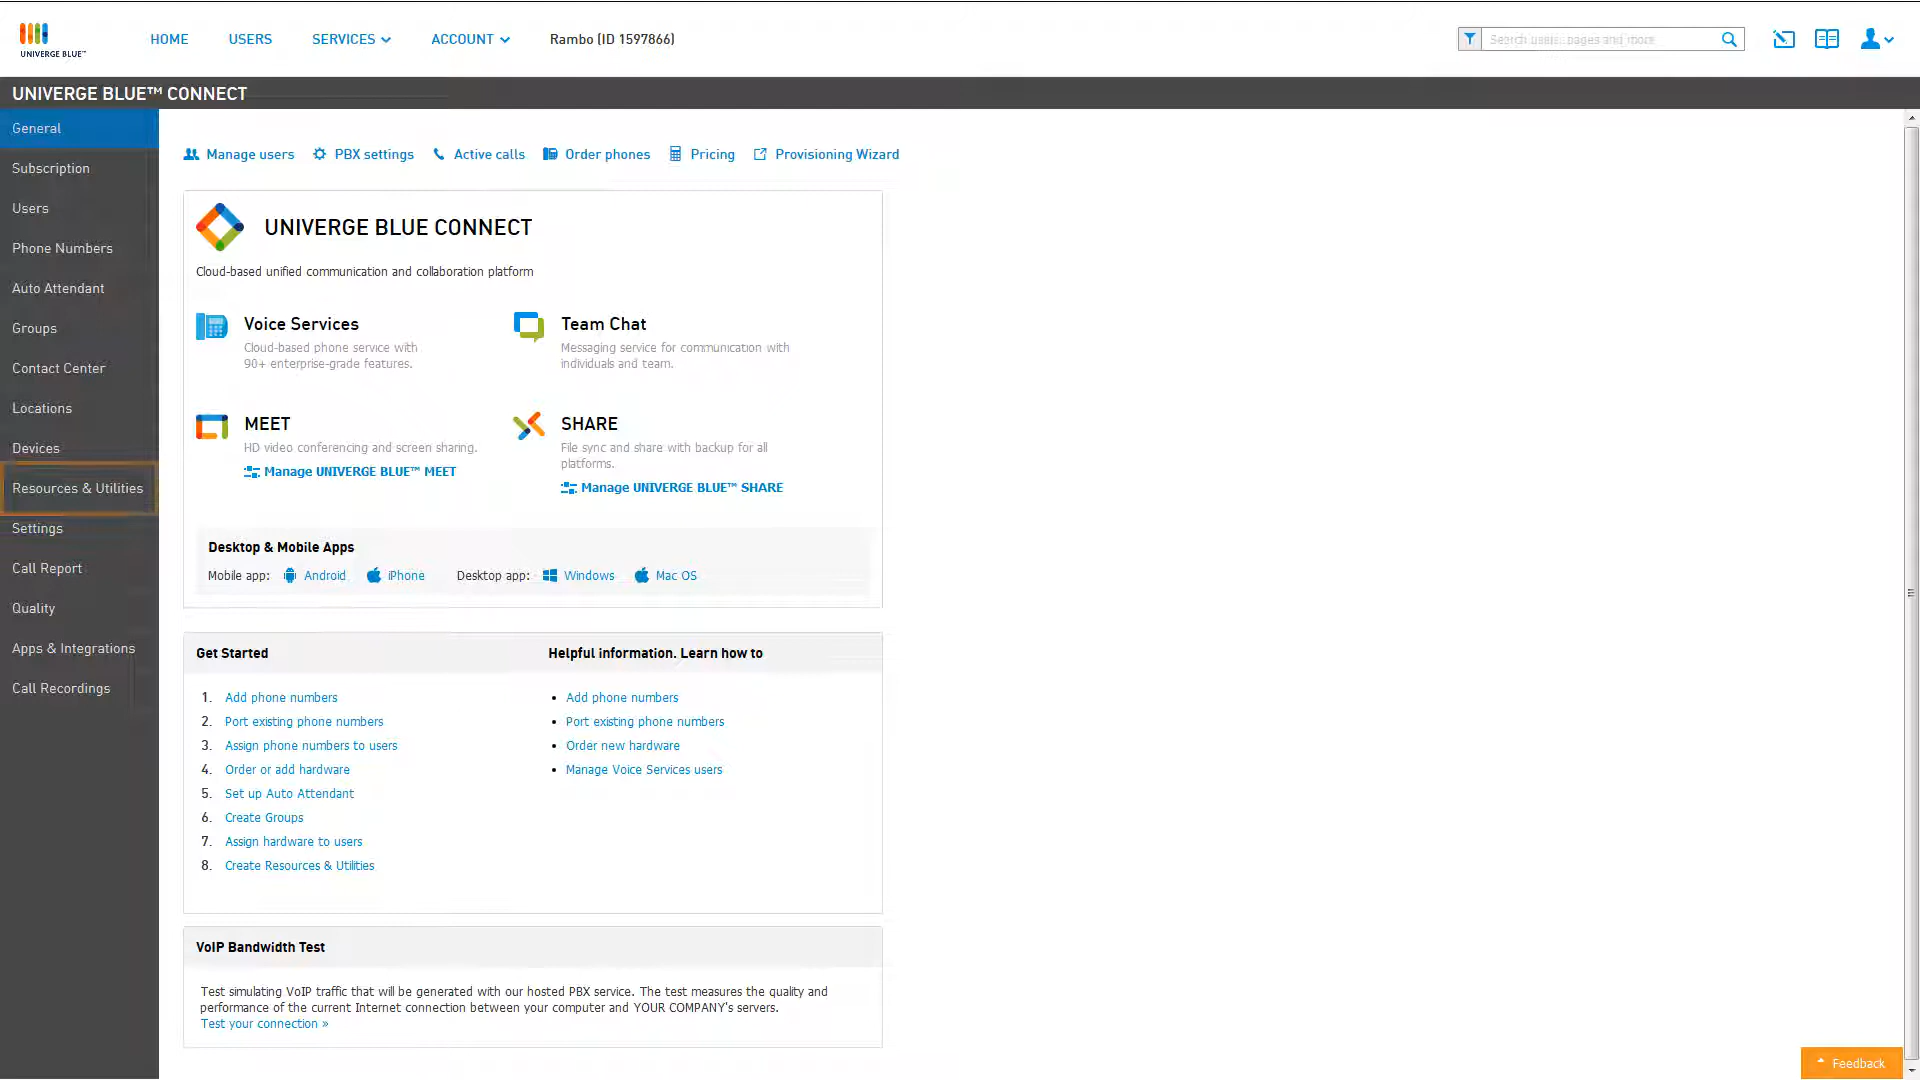 UNIVERGE BLUE™
HOME USERS SERVICES ACCOUNT Rambo (ID 1597866)
Search users, pages and more
UNIVERGE BLUE™ CONNECT
General
Subscription
Users
Phone Numbers
Auto Attendant
Groups
Contact Center
Locations
Devices
Resources & Utilities
Settings
Call Report
Quality
Apps & Integrations
Call Recordings
Manage users PBX settings Active calls Order phones Pricing Provisioning Wizard
UNIVERGE BLUE CONNECT
Cloud-based unified communication and collaboration platform
Voice Services
Cloud-based phone service with
90+ enterprise-grade features.
Team Chat
Messaging service for communication with
individuals and team.
MEET
HD video conferencing and screen sharing.
Manage UNIVERGE BLUE™ MEET
SHARE
File sync and share with backup for all
platforms.
Manage UNIVERGE BLUE™ SHARE
Desktop & Mobile Apps
Mobile app: Android iPhone Desktop app: Windows Mac OS
Get Started
1. Add phone numbers
2. Port existing phone numbers
3. Assign phone numbers to users
4. Order or add hardware
5. Set up Auto Attendant
6. Create Groups
7. Assign hardware to users
8. Create Resources & Utilities
Helpful information. Learn how to
• Add phone numbers
• Port existing phone numbers
• Order new hardware
• Manage Voice Services users
VoIP Bandwidth Test
Test simulating VoIP traffic that will be generated with our hosted PBX service. The test measures the quality and
performance of the current Internet connection between your computer and YOUR COMPANY's servers.
Test your connection »
Feedback